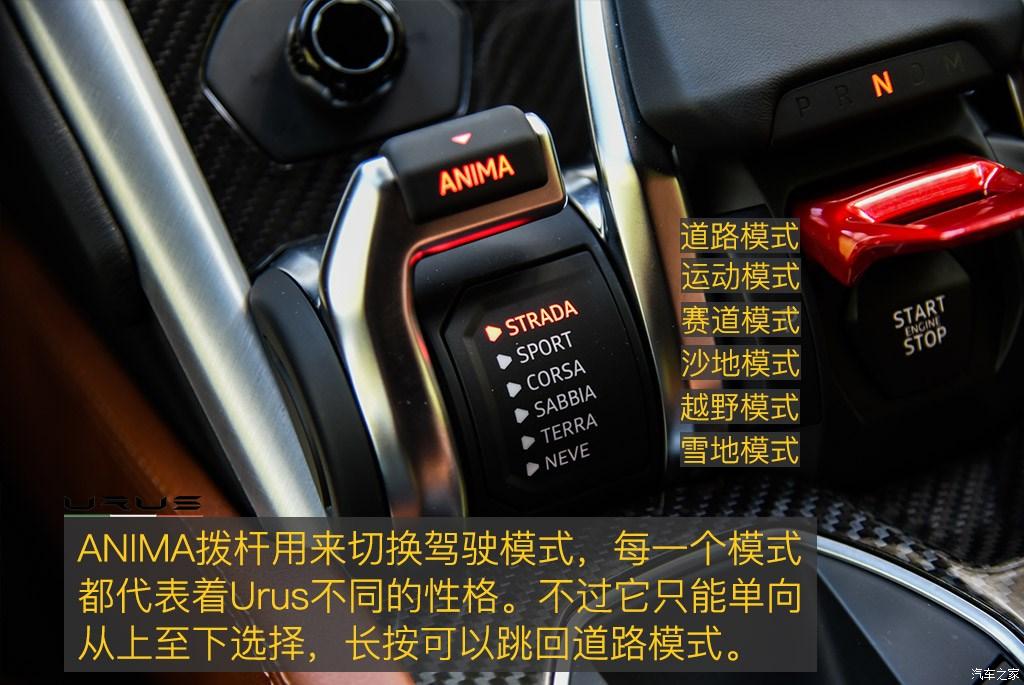 P R N D M
ANIMA
道路模式
运动模式
赛道模式
沙地模式
越野模式
雪地模式
STRADA
SPORT
CORSA
SABBIA
TERRA
NEVE
START
ENGINE
STOP
URUS
ANIMA拨杆用来切换驾驶模式，每一个模式
都代表着Urus不同的性格。不过它只能单向
从上至下选择，长按可以跳回道路模式。
汽车之家